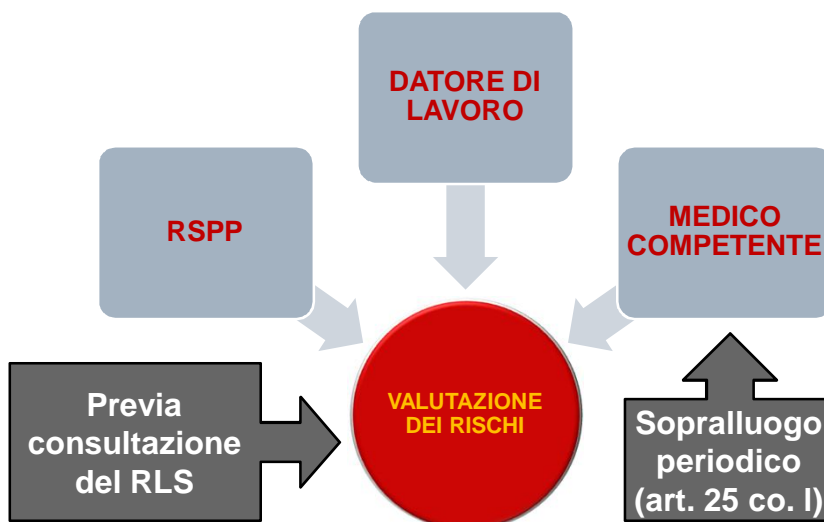 DATORE DI
LAVORO
RSPP
MEDICO
COMPETENTE
Previa
consultazione
del RLS
VALUTAZIONE
DEI RISCHI
Sopralluogo
periodico
(art. 25 co. I)